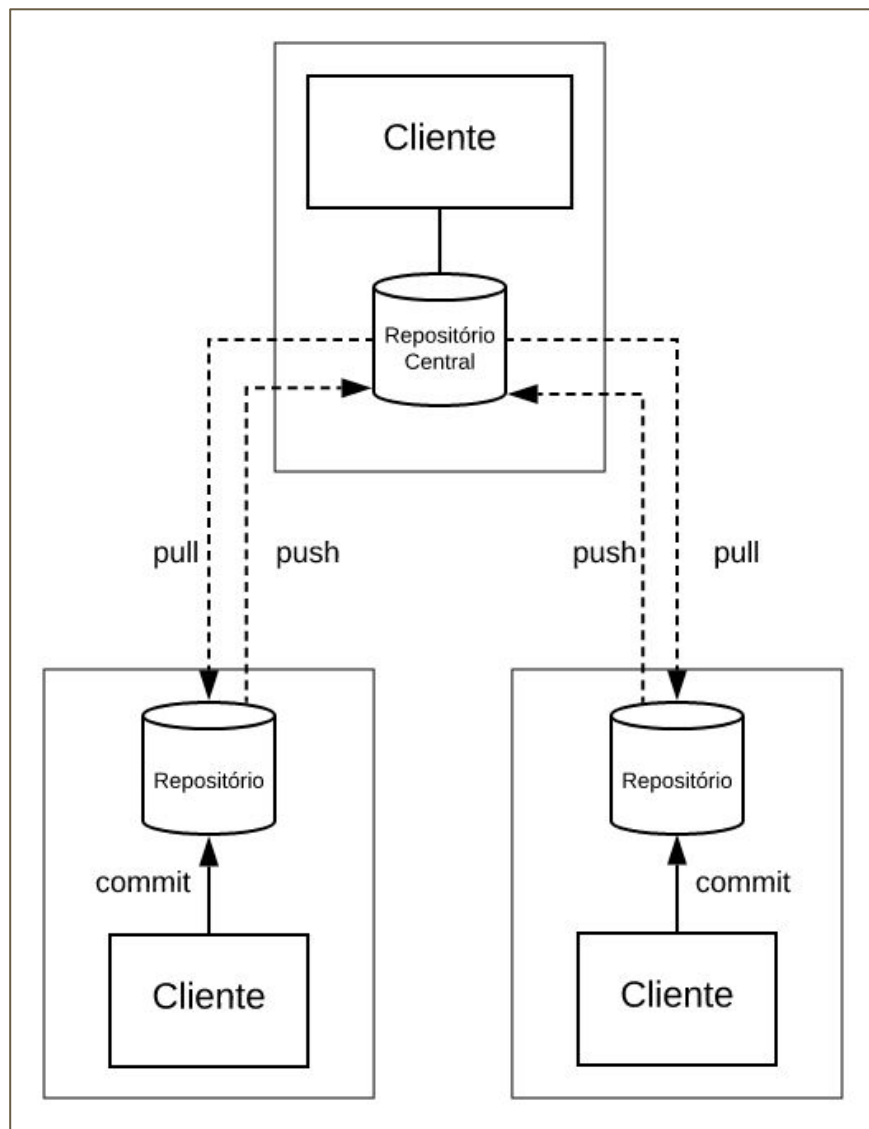 Cliente
Repositório
Central
pull
push
push
pull
Repositório
Repositório
commit
commit
Cliente
Cliente